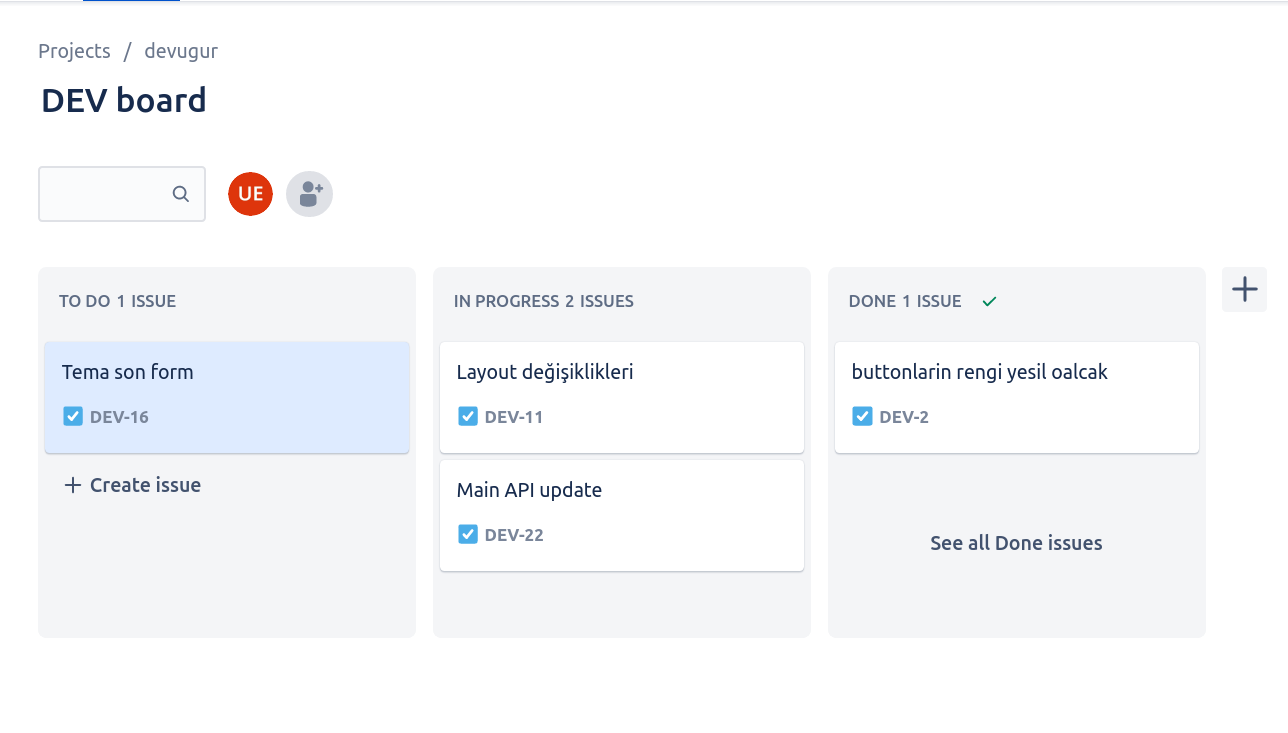 Projects / devugur
DEV board
UE
TO DO 1 ISSUE
Tema son form
DEV-16
+ Create issue
IN PROGRESS 2 ISSUES
Layout değişiklikleri
DEV-11
Main API update
DEV-22
DONE 1 ISSUE
buttonlarin rengi yesil oalcak
DEV-2
See all Done issues